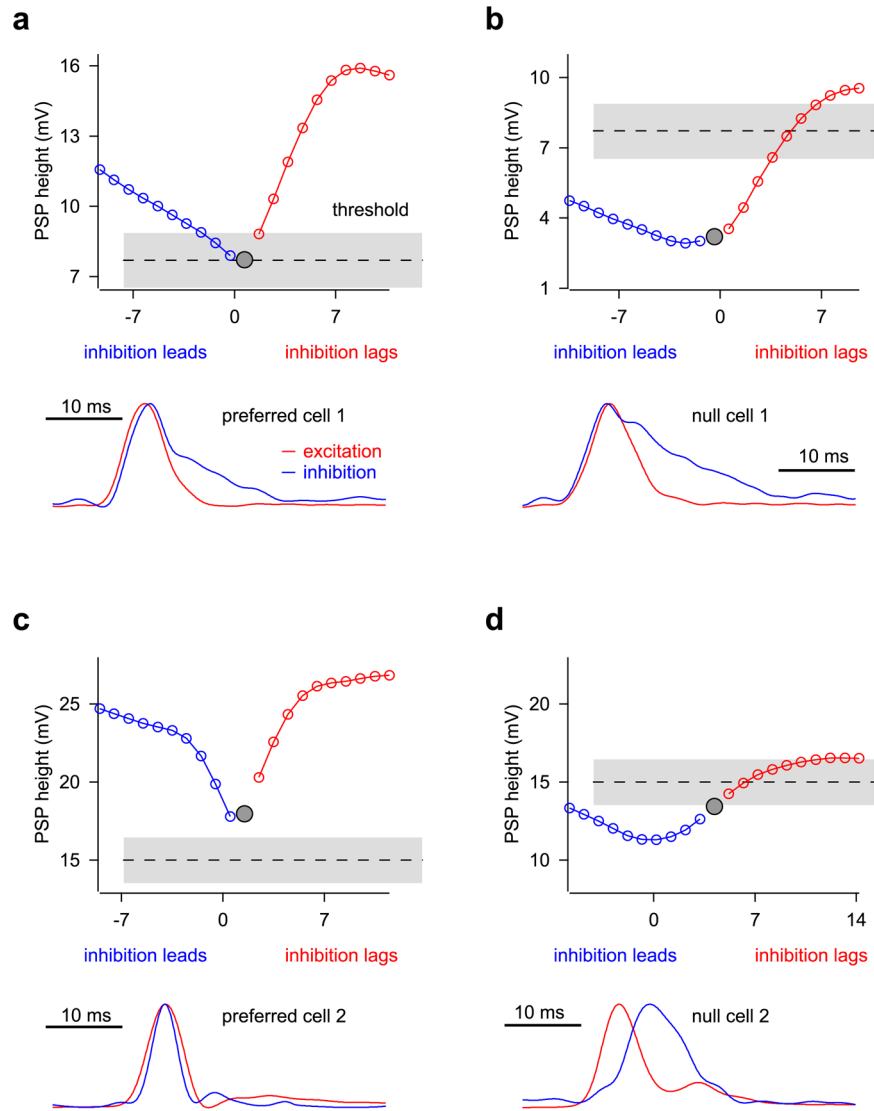 a
16
13
10
7
PSP height (mV)
threshold
-7 0 7
inhibition leads inhibition lags
10 ms
preferred cell 1
excitation
inhibition
b
10
7
4
1
PSP height (mV)
-7 0 7
inhibition leads inhibition lags
null cell 1
10 ms
c
25
20
15
PSP height (mV)
-7 0 7
inhibition leads inhibition lags
10 ms
preferred cell 2
d
20
15
10
PSP height (mV)
0 7 14
inhibition leads inhibition lags
10 ms
null cell 2